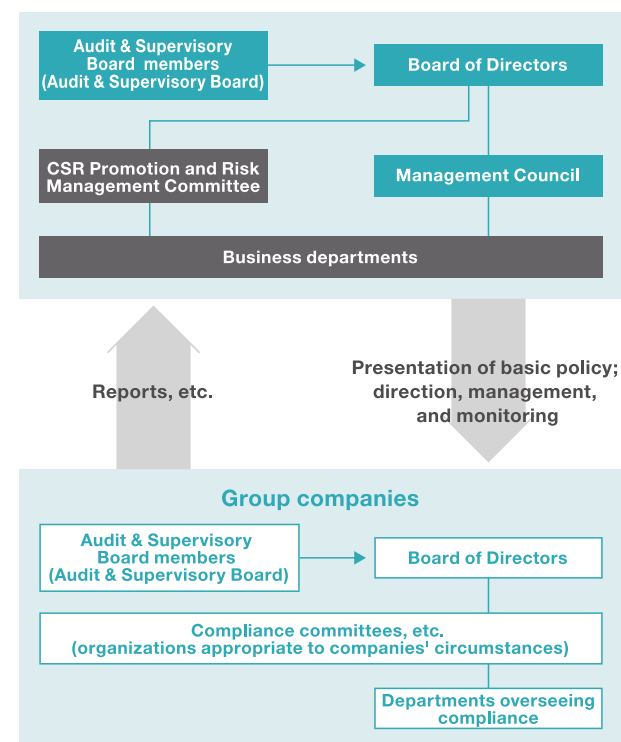 Audit & Supervisory
Board members
(Audit & Supervisory Board)
Board of Directors
CSR Promotion and Risk
Management Committee
Management Council
Business departments
Reports, etc.
Presentation of basic policy;
direction, management,
and monitoring
Group companies
Audit & Supervisory
Board members
(Audit & Supervisory Board)
Board of Directors
Compliance committees, etc.
(organizations appropriate to companies' circumstances)
Departments overseeing
compliance